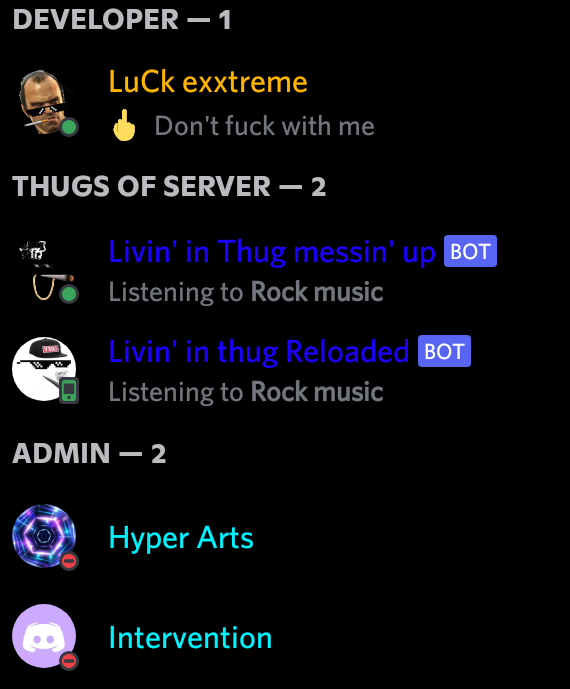 DEVELOPER — 1
LuCk exxtreme
🖕 Don't fuck with me
THUGS OF SERVER — 2
Livin' in Thug messin' up BOT
Listening to Rock music
Livin' in thug Reloaded BOT
Listening to Rock music
ADMIN — 2
Hyper Arts
Intervention